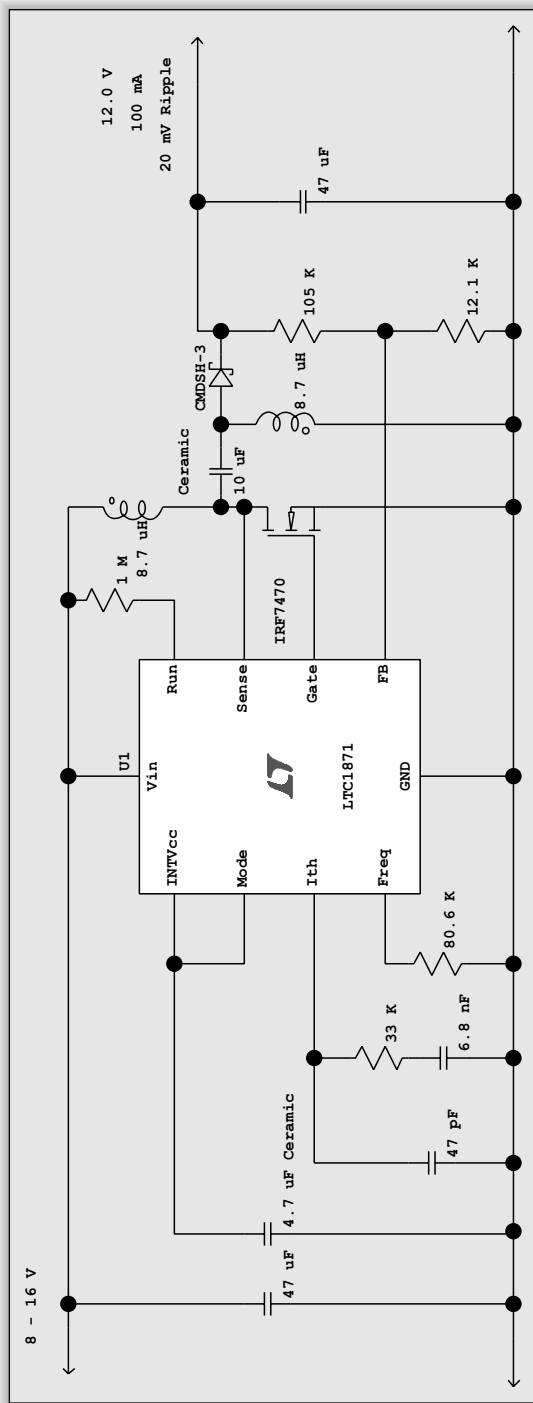 8 - 16 V
47 uF
4.7 uF Ceramic
47 pF
33 K
6.8 nF
80.6 K
U1
INTVcc
Vin
Run
Mode
Sense
Ith
Gate
Freq
FB
GND
LTC1871
1 M
8.7 uH
IRF7470
Ceramic
10 uF
CMDSH-3
8.7 uH
105 K
12.1 K
47 uF
12.0 V
100 mA
20 mV Ripple